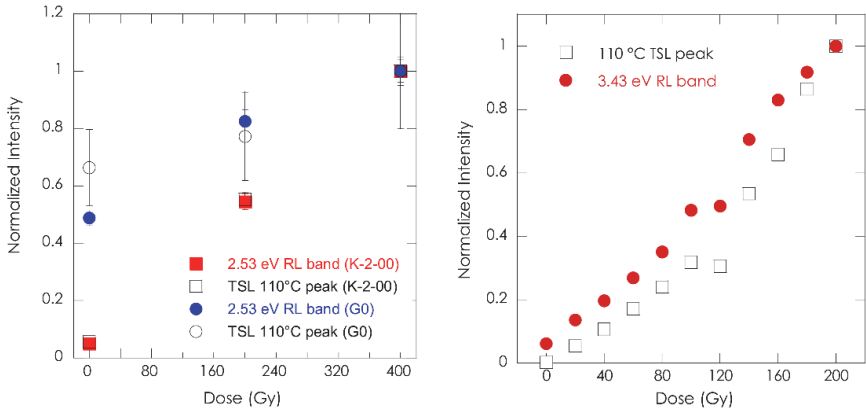 1.2
1
0.8
0.6
0.4
0.2
0
Normalized Intensity
2.53 eV RL band (K-2-00)
TSL 110°C peak (K-2-00)
2.53 eV RL band (G0)
TSL 110°C peak (G0)
0 80 160 240 320 400
Dose (Gy)
1
0.8
0.6
0.4
0.2
0
Normalized Intensity
110 °C TSL peak
3.43 eV RL band
0 40 80 120 160 200
Dose (Gy)